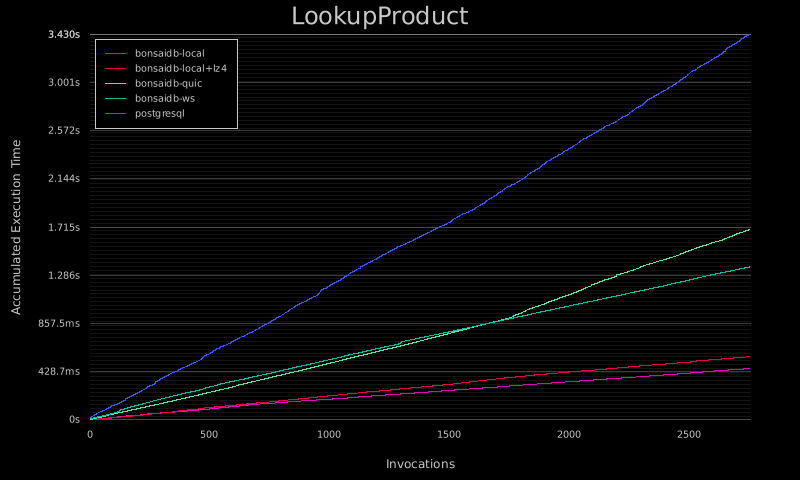 LookupProduct
3.430s
3.001s
2.572s
2.144s
1.715s
1.286s
857.5ms
428.7ms
0s
Accumulated Execution Time
bonsaidb-local
bonsaidb-local+lz4
bonsaidb-quic
bonsaidb-ws
postgresql
0 500 1000 1500 2000 2500
Invocations